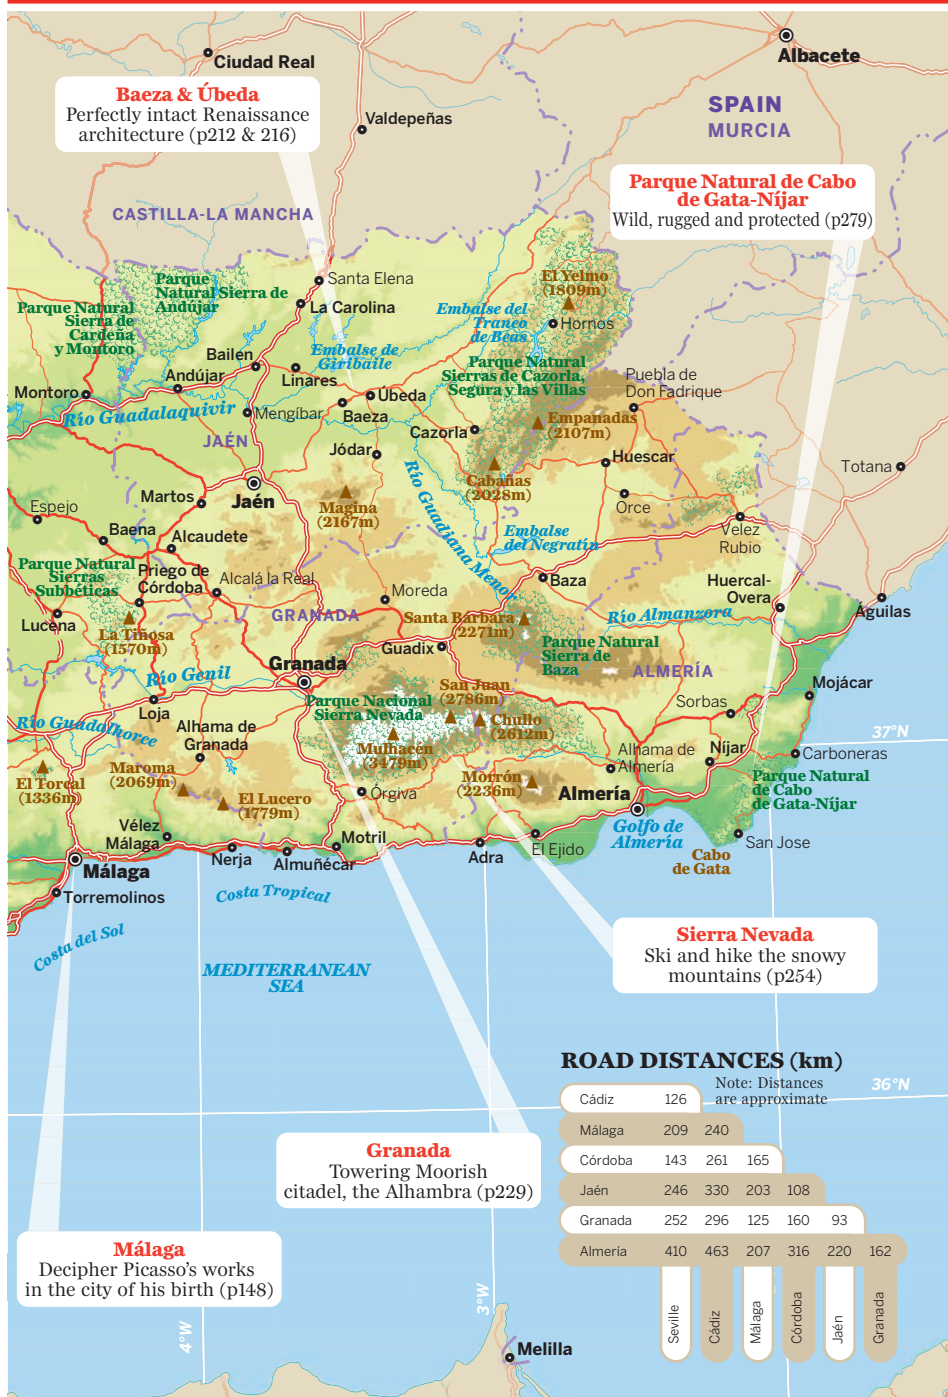 Ciudad Real
Albacete
Baeza & Úbeda
Perfectly intact Renaissance
architecture (p212 & 216)
Valdepeñas
SPAIN
MURCIA
Parque Natural de Cabo
de Gata-Níjar
Wild, rugged and protected (p279)
CASTILLA-LA MANCHA
Santa Elena
Parque
Natural Sierra de
Andújar
Parque Natural
Sierra de
Cardeña
y Montoro
La Carolina
El Yelmo
(1809m)
Embalse del
Tranco
de Beas
Hornos
Bailen
Embalse de
Giribaile
Parque Natural
Sierras de Cazorla,
Segura y las Villas
Andújar
Linares
Puebla de
Don Fadrique
Montoro
Úbeda
Río Guadalaquivir
Mengíbar
Baeza
Empanadas
(2107m)
JAÉN
Cazorla
Jódar
Huescar
Totana
Jaén
Martos
Magina
(2167m)
Río Guadiana Menor
Cabañas
(2028m)
Orce
Espejo
Baena
Alcaudete
Embalse
del Negratín
Velez
Rubio
Parque Natural
Sierras
Subbéticas
Priego de
Córdoba
Alcalá la Real
Moreda
Baza
Huercal-
Overa
Águilas
Lucena
La Tiñosa
(1570m)
GRANADA
Santa Bárbara
2271m)
Río Almanzora
Guadix
Parque Natural
Sierra de
Baza
ALMERÍA
Granada
Río Genil
Parque Nacional
Sierra Nevada
San Juan
(2786m)
Mojácar
Loja
Sorbas
Río Guadalhorce
Alhama de
Granada
Chullo
(2612m)
37°N
Mulhacén
(3479m)
Alhama de
Almería
Níjar
Carboneras
El Torcal
(1336m)
Maroma
(2069m)
El Lucero
(1779m)
Órgiva
Morrón
(2236m)
Almería
Parque Natural
de Cabo
de Gata-Níjar
Vélez
Málaga
Motril
Golfo de
Almería
San Jose
Málaga
Nerja
Almuñécar
Adra
El Ejido
Cabo
de Gata
Torremolinos
Costa Tropical
Costa del Sol
Sierra Nevada
Ski and hike the snowy
mountains (p254)
MEDITERRANEAN
SEA
ROAD DISTANCES (km)
Note: Distances
are approximate
36°N
Cádiz 126
Málaga 209 240
Córdoba 143 261 165
Jaén 246 330 203 108
Granada 252 296 125 160 93
Almería 410 463 207 316 220 162
Seville Cádiz Málaga Córdoba Jaén Granada
Granada
Towering Moorish
citadel, the Alhambra (p229)
Málaga
Decipher Picasso's works
in the city of his birth (p148)
4°W
3°W
Melilla